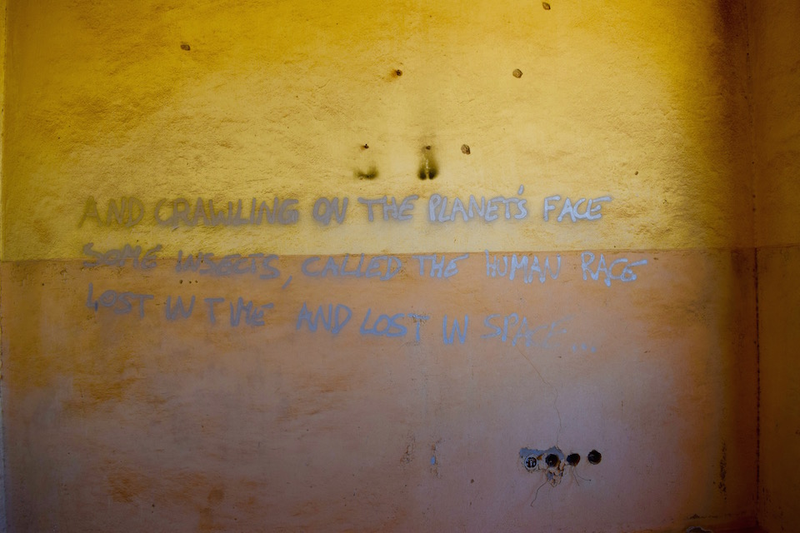 AND CRAWLING ON THE PLANET'S FACE
SOME INSECTS, CALLED THE HUMAN RACE
LOST IN TIME AND LOST IN SPACE...